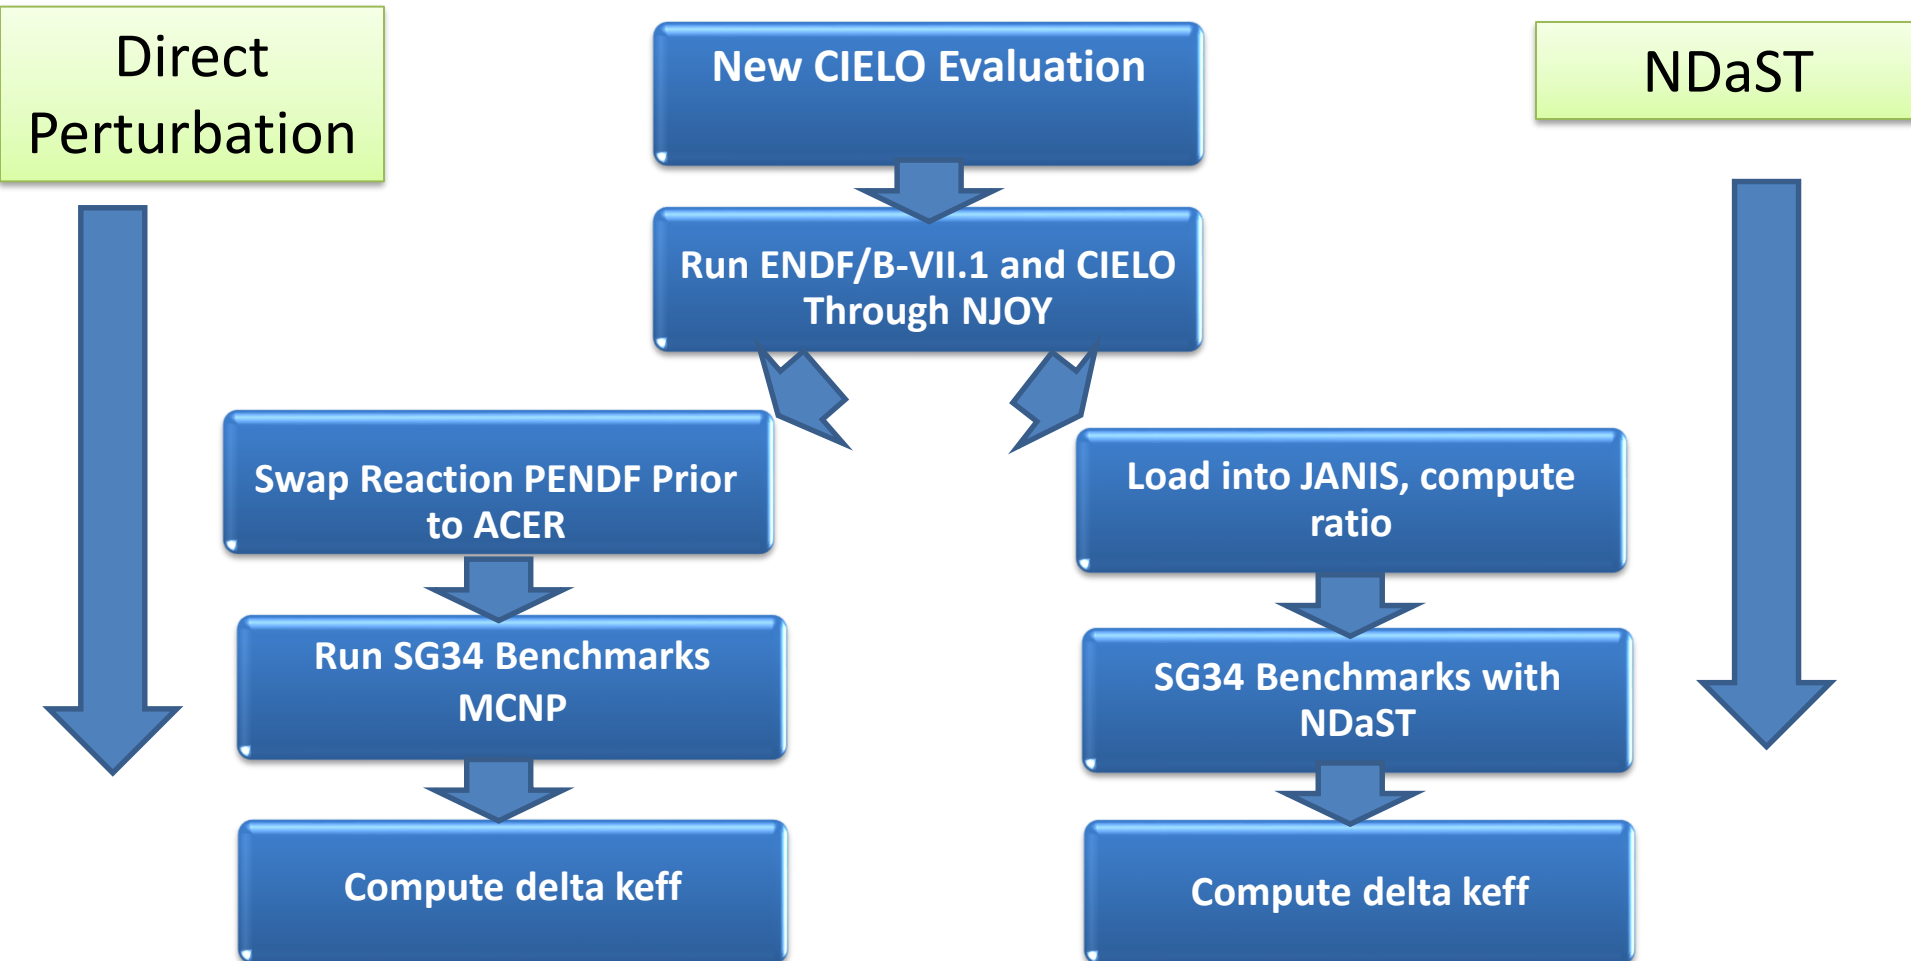 Direct
Perturbation
New CIELO Evaluation
NDaST
Run ENDF/B-VII.1 and CIELO
Through NJOY
Swap Reaction PENDF Prior
to ACER
Load into JANIS, compute
ratio
Run SG34 Benchmarks
MCNP
SG34 Benchmarks with
NDaST
Compute delta keff
Compute delta keff